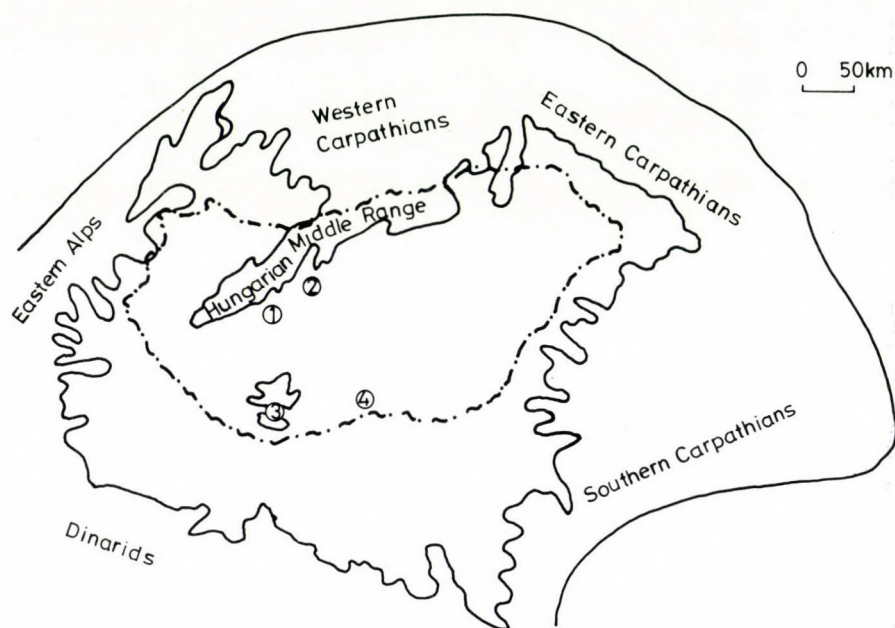 0 50km
Western
Carpathians
Eastern Carpathians
Eastern Alps
Hungarian Middle Range
②
①
④
③
Southern Carpathians
Dinarids